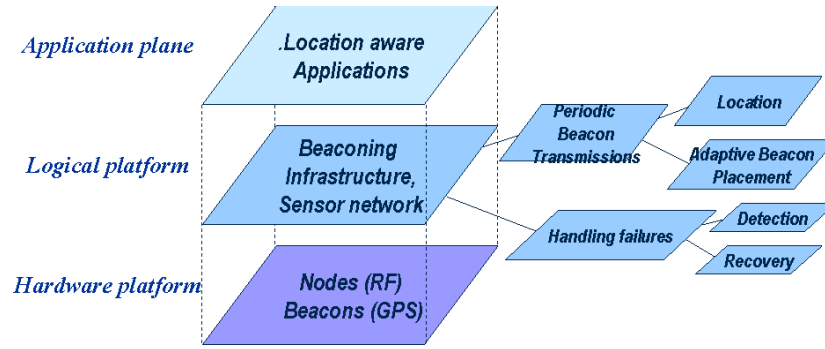 Application plane
.Location aware
Applications
Logical platform
Beaconing
Infrastructure,
Sensor network
Periodic
Beacon
Transmissions
Location
Adaptive Beacon
Placement
Handling failures
Detection
Recovery
Hardware platform
Nodes (RF)
Beacons (GPS)